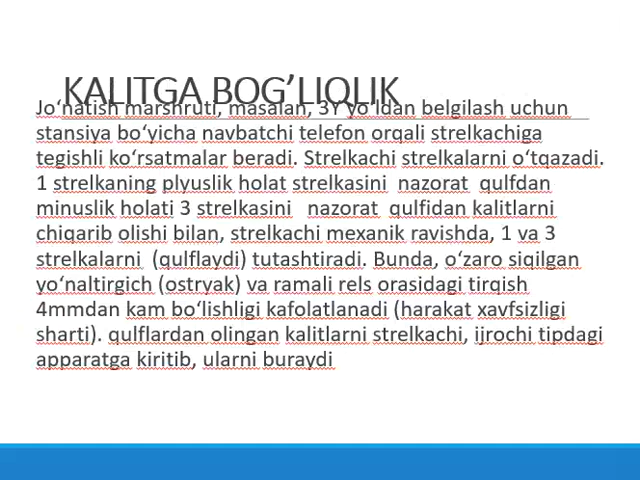 KALITGA BOG’LIQLIK
Jo‘natish marshruti, masalan, 3Y yo‘ldan belgilash uchun
stansiya bo‘yicha navbatchi telefon orqali strelkachiga
tegishli ko‘rsatmalar beradi. Strelkachi strelkalarni o‘tqazadi.
1 strelkaning plyuslik holat strelkasini nazorat qulfdan
minuslik holati 3 strelkasini nazorat qulfidan kalitlarni
chiqarib olishi bilan, strelkachi mexanik ravishda, 1 va 3
strelkalarni (qulflaydi) tutashtiradi. Bunda, o‘zaro siqilgan
yo‘naltirgich (ostryak) va ramali rels orasidagi tirqish
4mmdan kam bo‘lishligi kafolatlanadi (harakat xavfsizligi
sharti). qulflardan olingan kalitlarni strelkachi, ijrochi tipdagi
apparatga kiritib, ularni buraydi